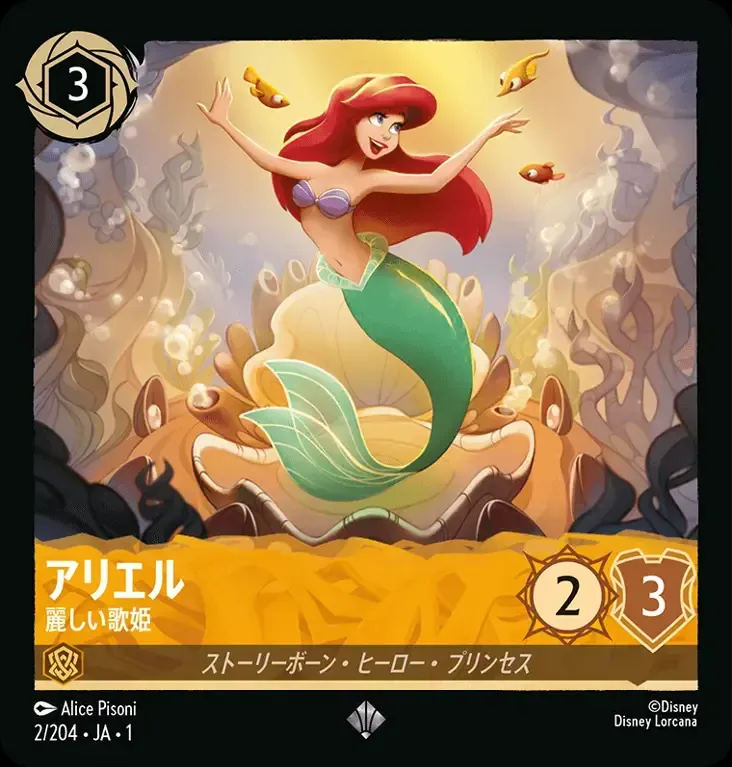 3
アリエル
麗しい歌姫
2
3
ストーリーボーン・ヒーロー・プリンセス
Alice Pisoni
2/204・JA・1
©Disney
Disney Lorcana